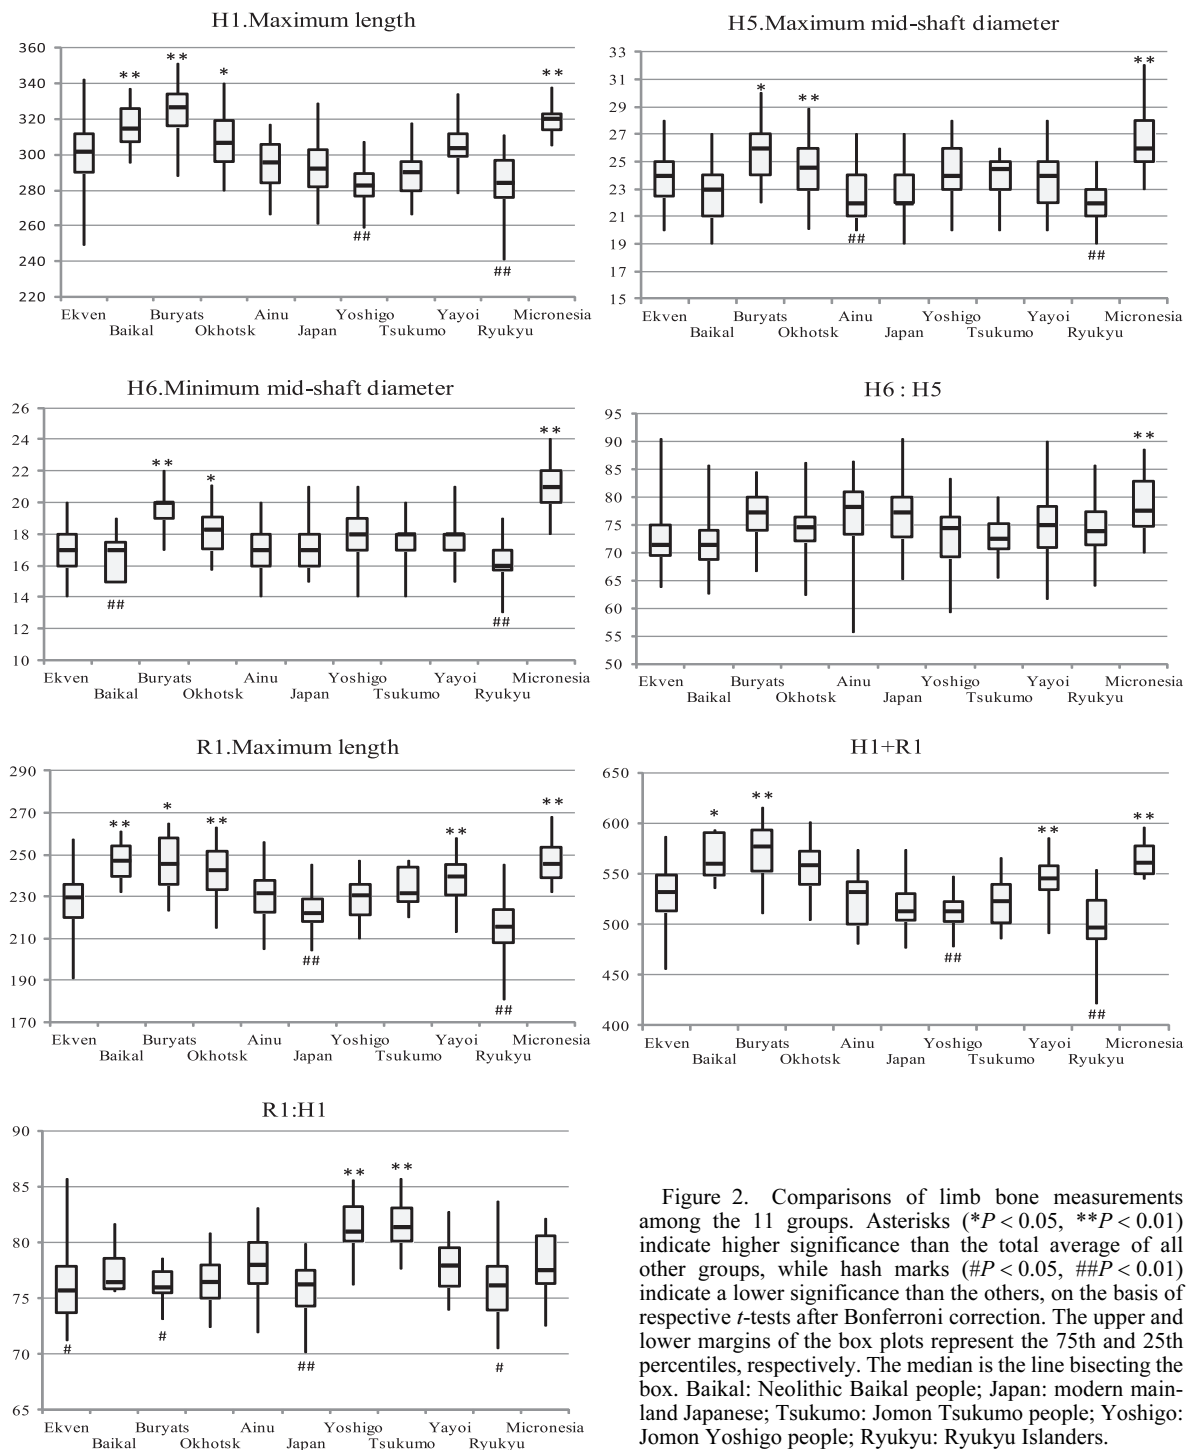 H1.Maximum length
360
340
320
300
280
260
240
220
** ** * **
## ##
Ekven Buryats Ainu Yoshigo Yayoi Micronesia
Baikal Okhotsk Japan Tsukumo Ryukyu
H5.Maximum mid-shaft diameter
33
31
29
27
25
23
21
19
17
15
* ** **
## ##
Ekven Buryats Ainu Yoshigo Yayoi Micronesia
Baikal Okhotsk Japan Tsukumo Ryukyu
H6.Minimum mid-shaft diameter
26
24
22
20
18
16
14
12
10
** * **
## ##
Ekven Buryats Ainu Yoshigo Yayoi Micronesia
Baikal Okhotsk Japan Tsukumo Ryukyu
H6 : H5
95
90
85
80
75
70
65
60
55
50
**
Ekven Buryats Ainu Yoshigo Yayoi Micronesia
Baikal Okhotsk Japan Tsukumo Ryukyu
R1.Maximum length
290
270
250
230
210
190
170
** * ** ** **
## ##
Ekven Buryats Ainu Yoshigo Yayoi Micronesia
Baikal Okhotsk Japan Tsukumo Ryukyu
H1+R1
650
600
550
500
450
400
* ** ** **
## ##
Ekven Buryats Ainu Yoshigo Yayoi Micronesia
Baikal Okhotsk Japan Tsukumo Ryukyu
R1:H1
90
85
80
75
70
65
** **
# # ## #
Ekven Buryats Ainu Yoshigo Yayoi Micronesia
Baikal Okhotsk Japan Tsukumo Ryukyu
Figure 2. Comparisons of limb bone measurements
among the 11 groups. Asterisks (*P < 0.05, **P < 0.01)
indicate higher significance than the total average of all
other groups, while hash marks (#P < 0.05, ##P < 0.01)
indicate a lower significance than the others, on the basis of
respective t-tests after Bonferroni correction. The upper and
lower margins of the box plots represent the 75th and 25th
percentiles, respectively. The median is the line bisecting the
box. Baikal: Neolithic Baikal people; Japan: modern main-
land Japanese; Tsukumo: Jomon Tsukumo people; Yoshigo:
Jomon Yoshigo people; Ryukyu: Ryukyu Islanders.